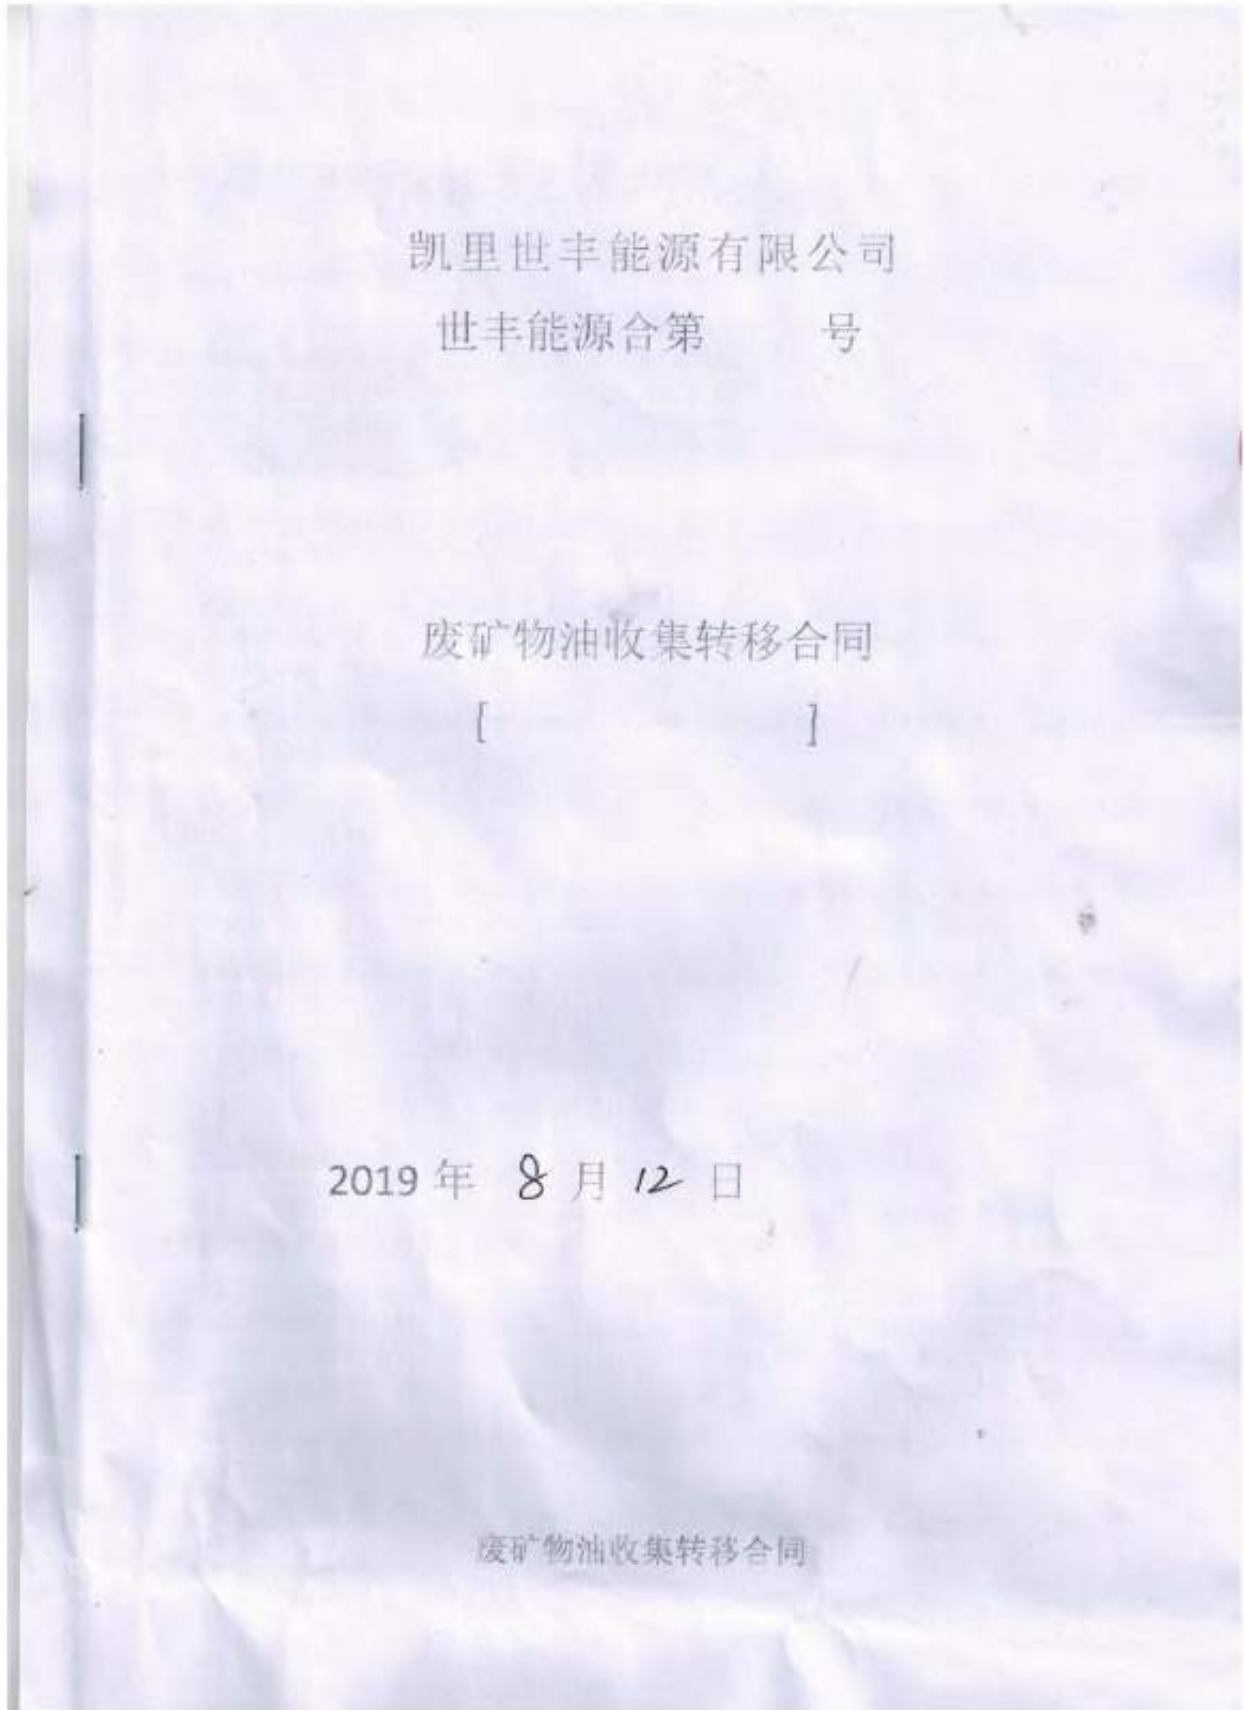 凯里世丰能源有限公司
世丰能源合第 号
废矿物油收集转移合同
[ ]
2019 年 8 月 12 日
废矿物油收集转移合同